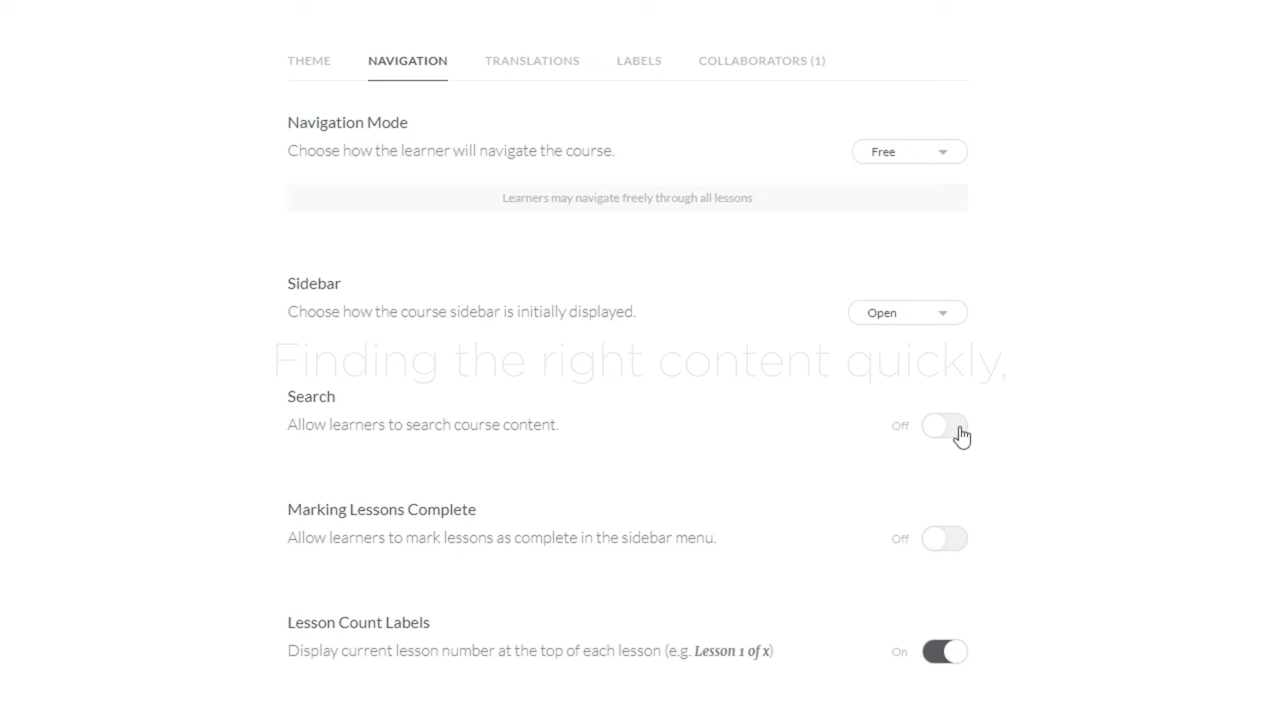 THEME NAVIGATION TRANSLATIONS LABELS COLLABORATORS (1)
Navigation Mode
Choose how the learner will navigate the course.
Free
Learners may navigate freely through all lessons
Sidebar
Choose how the course sidebar is initially displayed.
Open
Finding the right content quickly,
Search
Allow learners to search course content.
Off
Marking Lessons Complete
Allow learners to mark lessons as complete in the sidebar menu.
Off
Lesson Count Labels
Display current lesson number at the top of each lesson (e.g. Lesson 1 of x)
On